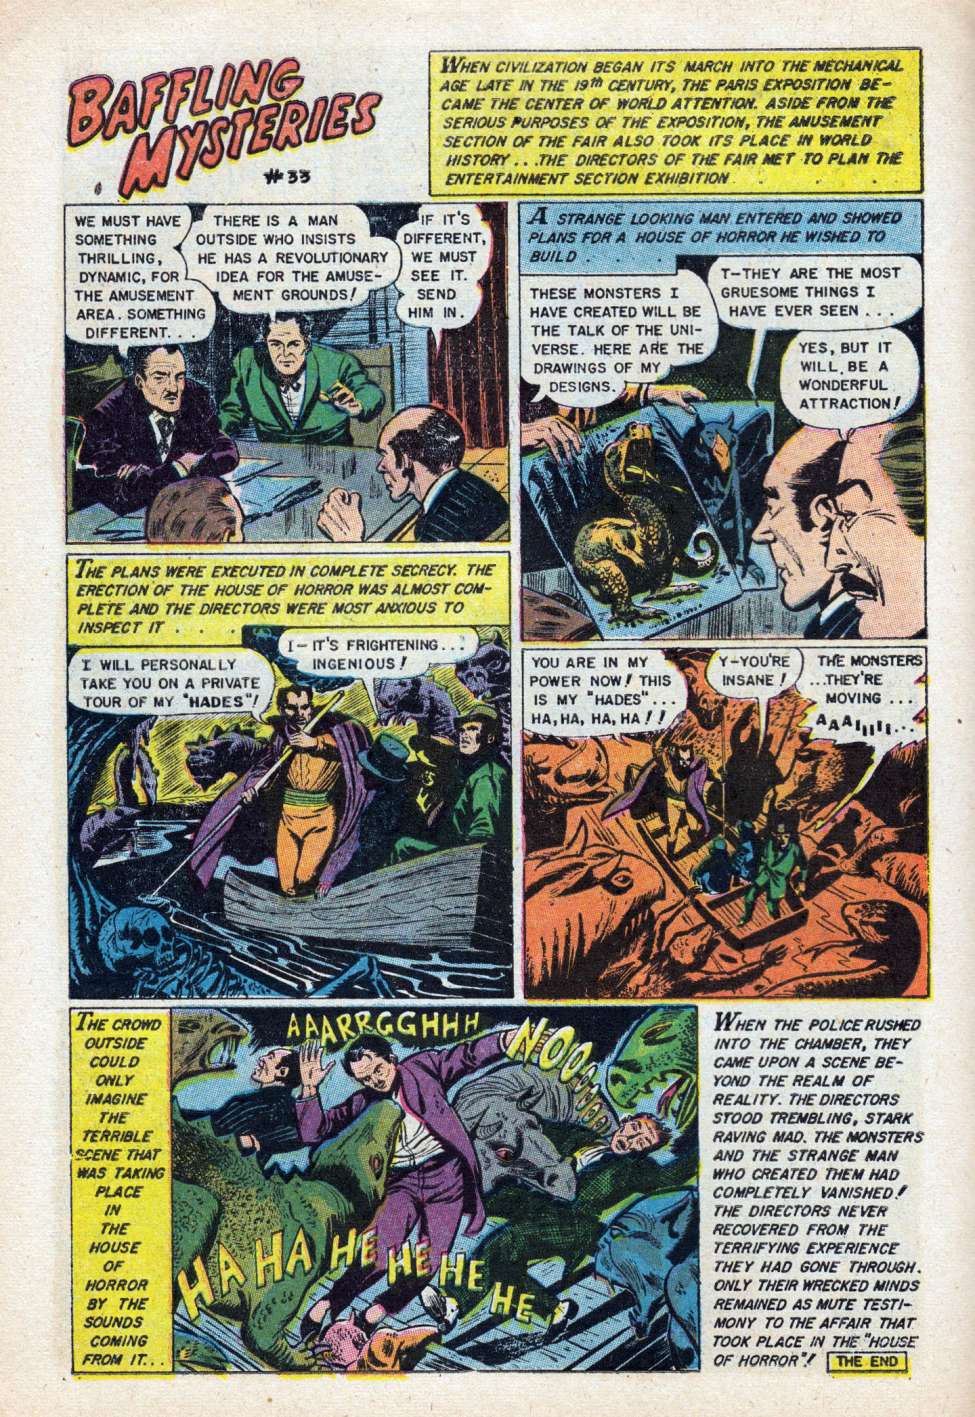 BAFFLING
MYSTERIES
#33
WHEN CIVILIZATION BEGAN ITS MARCH INTO THE MECHANICAL
AGE LATE IN THE 19th CENTURY, THE PARIS EXPOSITION BE-
CAME THE CENTER OF WORLD ATTENTION. ASIDE FROM THE
SERIOUS PURPOSES OF THE EXPOSITION, THE AMUSEMENT
SECTION OF THE FAIR ALSO TOOK ITS PLACE IN WORLD
HISTORY... THE DIRECTORS OF THE FAIR MET TO PLAN THE
ENTERTAINMENT SECTION EXHIBITION . . .
WE MUST HAVE
SOMETHING
THRILLING,
DYNAMIC, FOR
THE AMUSEMENT
AREA. SOMETHING
DIFFERENT...
THERE IS A MAN
OUTSIDE WHO INSISTS
HE HAS A REVOLUTIONARY
IDEA FOR THE AMUSE-
MENT GROUNDS!
IF IT'S
DIFFERENT,
WE MUST
SEE IT.
SEND
HIM IN.
A STRANGE LOOKING MAN ENTERED AND SHOWED
PLANS FOR A HOUSE OF HORROR HE WISHED TO
BUILD . . . .
THESE MONSTERS I
HAVE CREATED WILL BE
THE TALK OF THE UNI-
VERSE. HERE ARE THE
DRAWINGS OF MY
DESIGNS.
T-THEY ARE THE MOST
GRUESOME THINGS I
HAVE EVER SEEN . . .
YES, BUT IT
WILL BE A
WONDERFUL
ATTRACTION!
THE PLANS WERE EXECUTED IN COMPLETE SECRECY. THE
ERECTION OF THE HOUSE OF HORROR WAS ALMOST COM-
PLETE AND THE DIRECTORS WERE MOST ANXIOUS TO
INSPECT IT . . .
I WILL PERSONALLY
TAKE YOU ON A PRIVATE
TOUR OF MY "HADES"!
I-IT'S FRIGHTENING...
INGENIOUS!
YOU ARE IN MY
POWER NOW! THIS
IS MY "HADES"...
HA, HA, HA, HA!!
Y-YOU'RE
INSANE!
THE MONSTERS
...THEY'RE
MOVING ...
AAAIIIII...
THE CROWD
OUTSIDE
COULD
ONLY
IMAGINE
THE
TERRIBLE
SCENE THAT
WAS TAKING
PLACE
IN
THE
HOUSE
OF
HORROR
BY THE
SOUNDS
COMING
FROM IT...
AAARRGGHHH
NOOOOOOO
HA HA HA HE HE HE HE!
WHEN THE POLICE RUSHED
INTO THE CHAMBER, THEY
CAME UPON A SCENE BE-
YOND THE REALM OF
REALITY. THE DIRECTORS
STOOD TREMBLING, STARK
RAVING MAD. THE MONSTERS
AND THE STRANGE MAN
WHO CREATED THEM HAD
COMPLETELY VANISHED!
THE DIRECTORS NEVER
RECOVERED FROM THE
TERRIFYING EXPERIENCE
THEY HAD GONE THROUGH.
ONLY THEIR WRECKED MINDS
REMAINED AS MUTE TESTI-
MONY TO THE AFFAIR THAT
TOOK PLACE IN THE "HOUSE
OF HORROR"! THE END